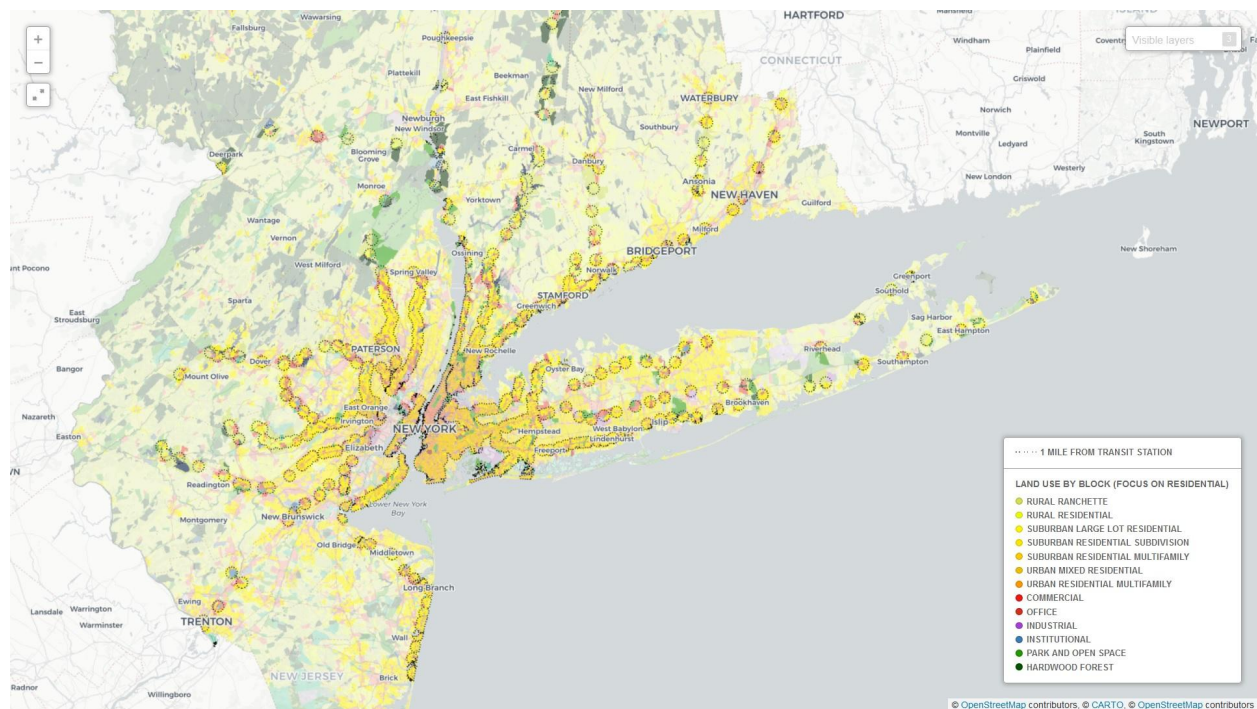 Wawarsing
HARTFORD
Mansfield
ISLAND
Fallsburg
Windham
Plainfield
Coventry
Visible layers
+
−
Poughkeepsie
CONNECTICUT
Plattekill
Beekman
New Milford
Griswold
East Fishkill
WATERBURY
Norwich
Newburgh
New Windsor
Southbury
Montville
Ledyard
South
Kingstown
NEWPORT
Deerpark
Blooming
Grove
Carmel
Danbury
Westerly
New London
Monroe
Ansonia
NEW HAVEN
Yorktown
Guilford
Wantage
Milford
Vernon
New Shoreham
BRIDGEPORT
Ossining
West Milford
Spring Valley
Norwalk
nt Pocono
Greenport
Southold
STAMFORD
Greenwich
Sparta
East
Stroudsburg
Sag Harbor
East Hampton
PATERSON
New Rochelle
Riverhead
Dover
Southampton
Bangor
Mount Olive
Oyster Bay
Brookhaven
East Orange
Nazareth
Irvington
NEW YORK
Hempstead
West Babylon
Islip
Easton
Lindenhurst
Elizabeth
Freeport
Readington
Lower New York
Bay
Montgomery
New Brunswick
Old Bridge
Middletown
Long Branch
Ewing
Lansdale
Warrington
Warminster
TRENTON
Wall
NEW JERSEY
Brick
Radnor
Willingboro
1 MILE FROM TRANSIT STATION
LAND USE BY BLOCK (FOCUS ON RESIDENTIAL)
RURAL RANCHETTE
RURAL RESIDENTIAL
SUBURBAN LARGE LOT RESIDENTIAL
SUBURBAN RESIDENTIAL SUBDIVISION
SUBURBAN RESIDENTIAL MULTIFAMILY
URBAN MIXED RESIDENTIAL
URBAN RESIDENTIAL MULTIFAMILY
COMMERCIAL
OFFICE
INDUSTRIAL
INSTITUTIONAL
PARK AND OPEN SPACE
HARDWOOD FOREST
© OpenStreetMap contributors, © CARTO, © OpenStreetMap contributors